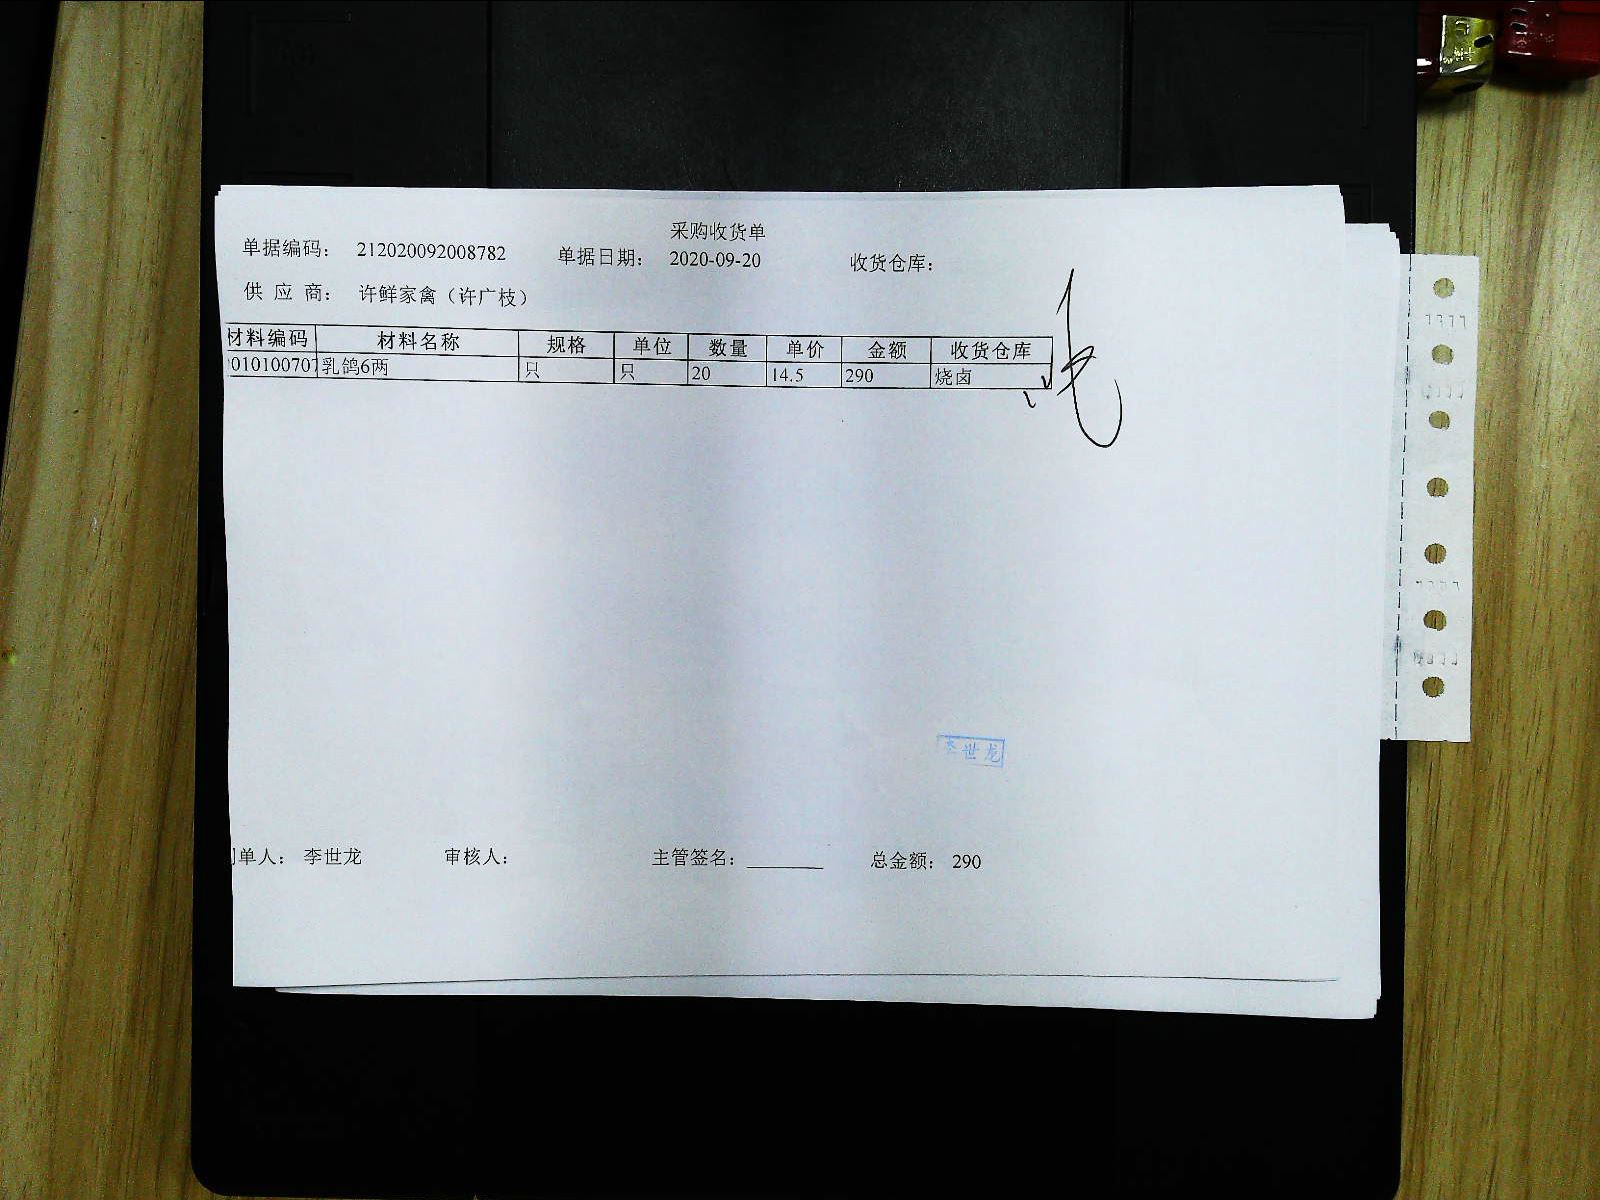 采购收货单
单据编码： 212020092008782 单据日期： 2020-09-20 收货仓库：
供 应 商： 许鲜家禽（许广枝）
材料编码 材料名称 规格 单位 数量 单价 金额 收货仓库
010100707 乳鸽6两 只 只 20 14.5 290 烧卤
李世龙
单人： 李世龙 审核人： 主管签名： 总金额： 290